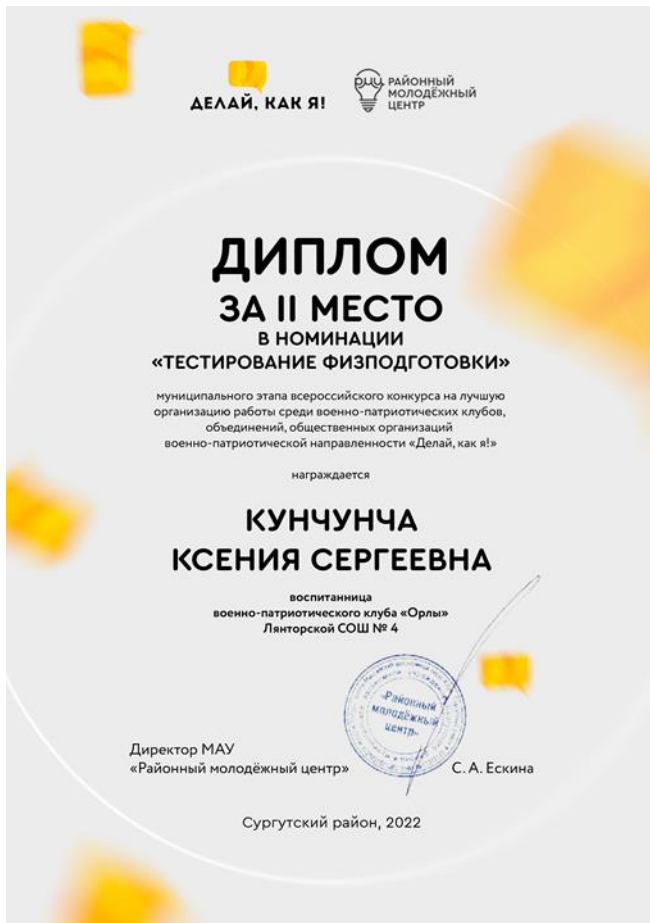 ДЕЛАЙ, КАК Я!
РМЦ РАЙОННЫЙ
МОЛОДЁЖНЫЙ
ЦЕНТР
ДИПЛОМ
ЗА II МЕСТО
В НОМИНАЦИИ
«ТЕСТИРОВАНИЕ ФИЗПОДГОТОВКИ»
муниципального этапа всероссийского конкурса на лучшую
организацию работы среди военно-патриотических клубов,
объединений, общественных организаций
военно-патриотической направленности «Делай, как я!»
награждается
КУНЧУНЧА
КСЕНИЯ СЕРГЕЕВНА
воспитанница
военно-патриотического клуба «Орлы»
Лянторской СОШ № 4
«Районный
молодёжный
центр»
Директор МАУ
«Районный молодёжный центр»
С. А. Ескина
Сургутский район, 2022